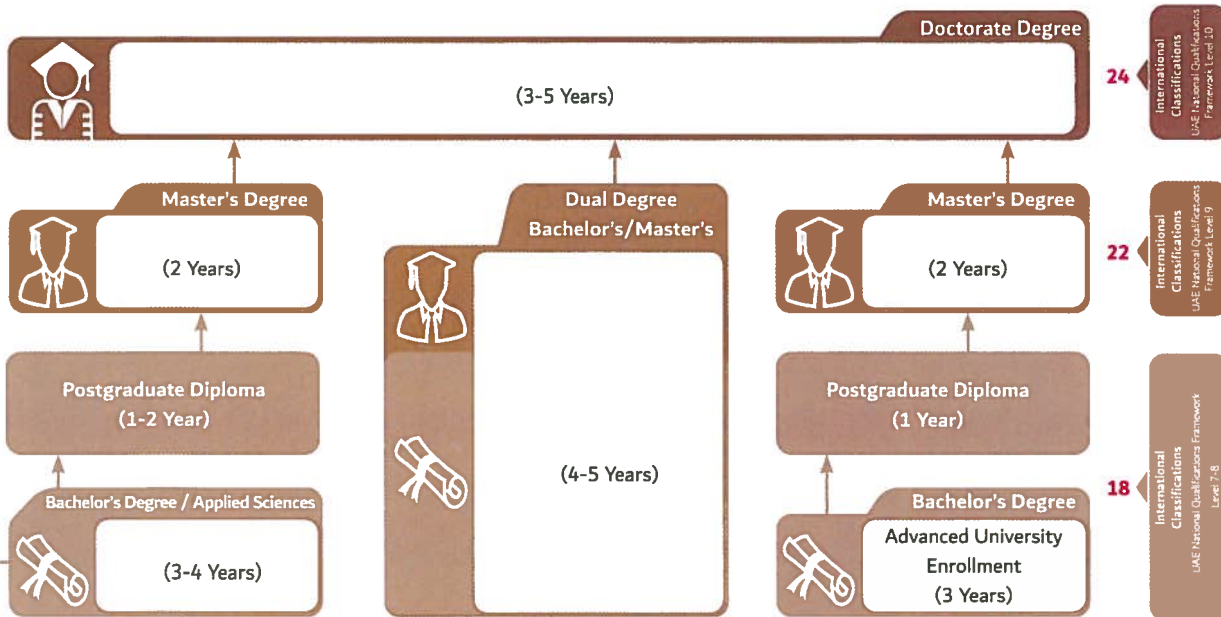 Doctorate Degree
(3-5 Years)
24
International
Classifications
UAE National Qualifications
Framework Level 10
Master's Degree
(2 Years)
Dual Degree
Bachelor's/Master's
(4-5 Years)
Master's Degree
(2 Years)
22
International
Classifications
UAE National Qualifications
Framework Level 9
Postgraduate Diploma
(1-2 Year)
Postgraduate Diploma
(1 Year)
Bachelor's Degree / Applied Sciences
(3-4 Years)
Bachelor's Degree
Advanced University
Enrollment
(3 Years)
18
International
Classifications
UAE National Qualifications Framework
Level 7-8